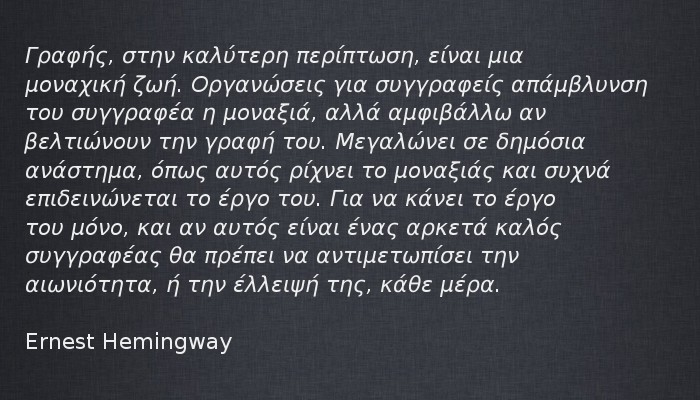 Γραφής, στην καλύτερη περίπτωση, είναι μια
μοναχική ζωή. Οργανώσεις για συγγραφείς απάμβλυνση
του συγγραφέα η μοναξιά, αλλά αμφιβάλλω αν
βελτιώνουν την γραφή του. Μεγαλώνει σε δημόσια
ανάστημα, όπως αυτός ρίχνει το μοναξιάς και συχνά
επιδεινώνεται το έργο του. Για να κάνει το έργο
του μόνο, και αν αυτός είναι ένας αρκετά καλός
συγγραφέας θα πρέπει να αντιμετωπίσει την
αιωνιότητα, ή την έλλειψή της, κάθε μέρα.
Ernest Hemingway